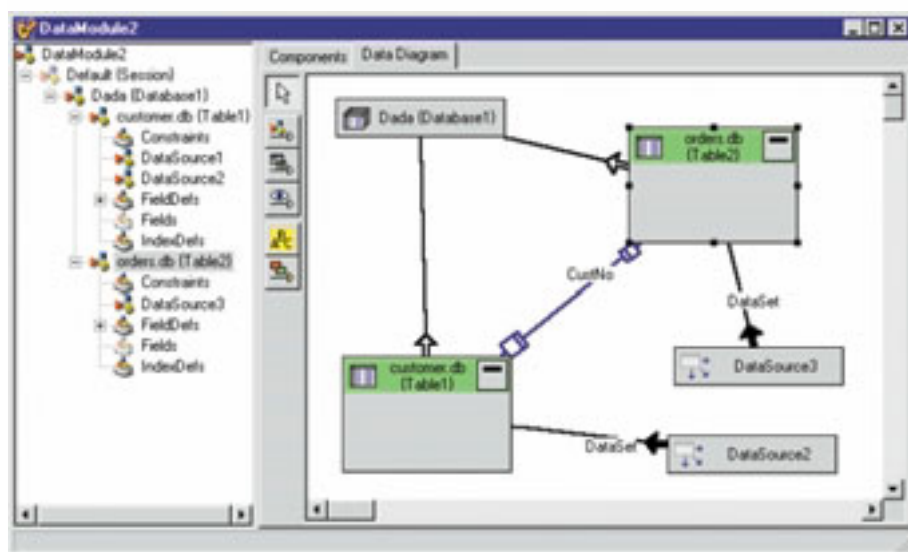 DataModule2
DataModule2
Default (Session)
Dada (Database1)
customer.db (Table1)
Constraints
DataSource1
DataSource2
FieldDefs
Fields
IndexDefs
orders.db (Table2)
Constraints
DataSource3
FieldDefs
Fields
IndexDefs
Components Data Diagram
Dada (Database1)
orders.db
(Table2)
CustNo
DataSet
customer.db
(Table1)
DataSource3
DataSet
DataSource2